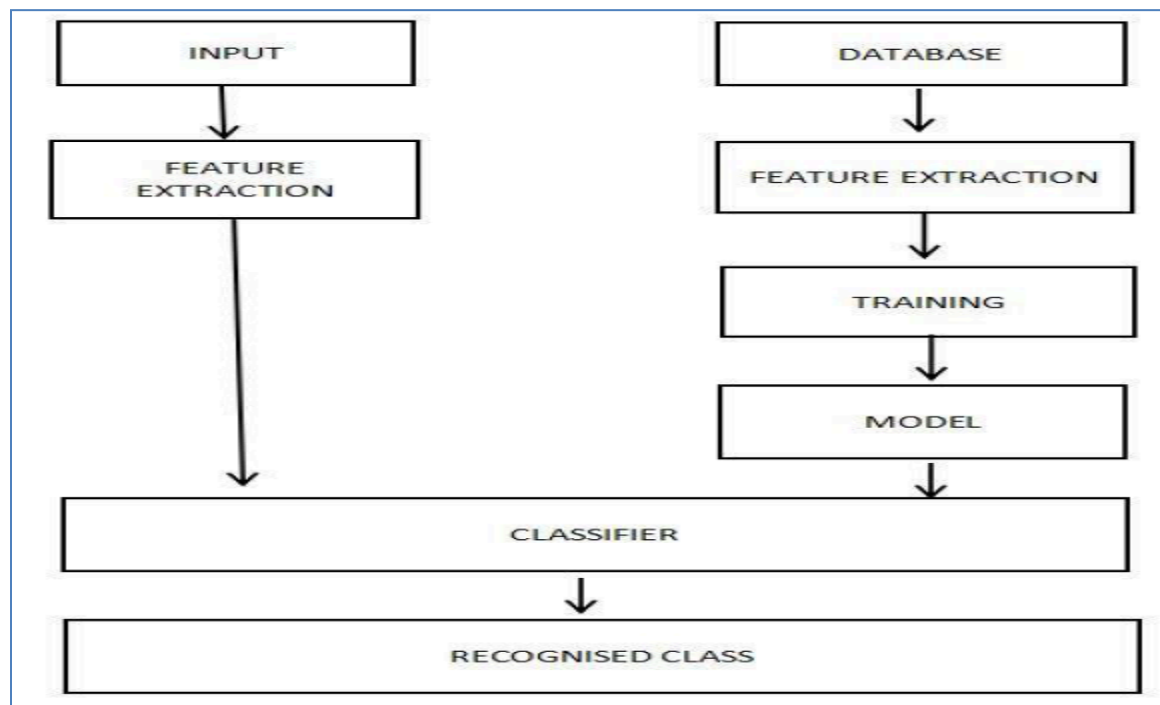 INPUT
DATABASE
FEATURE
EXTRACTION
FEATURE EXTRACTION
TRAINING
MODEL
CLASSIFIER
RECOGNISED CLASS